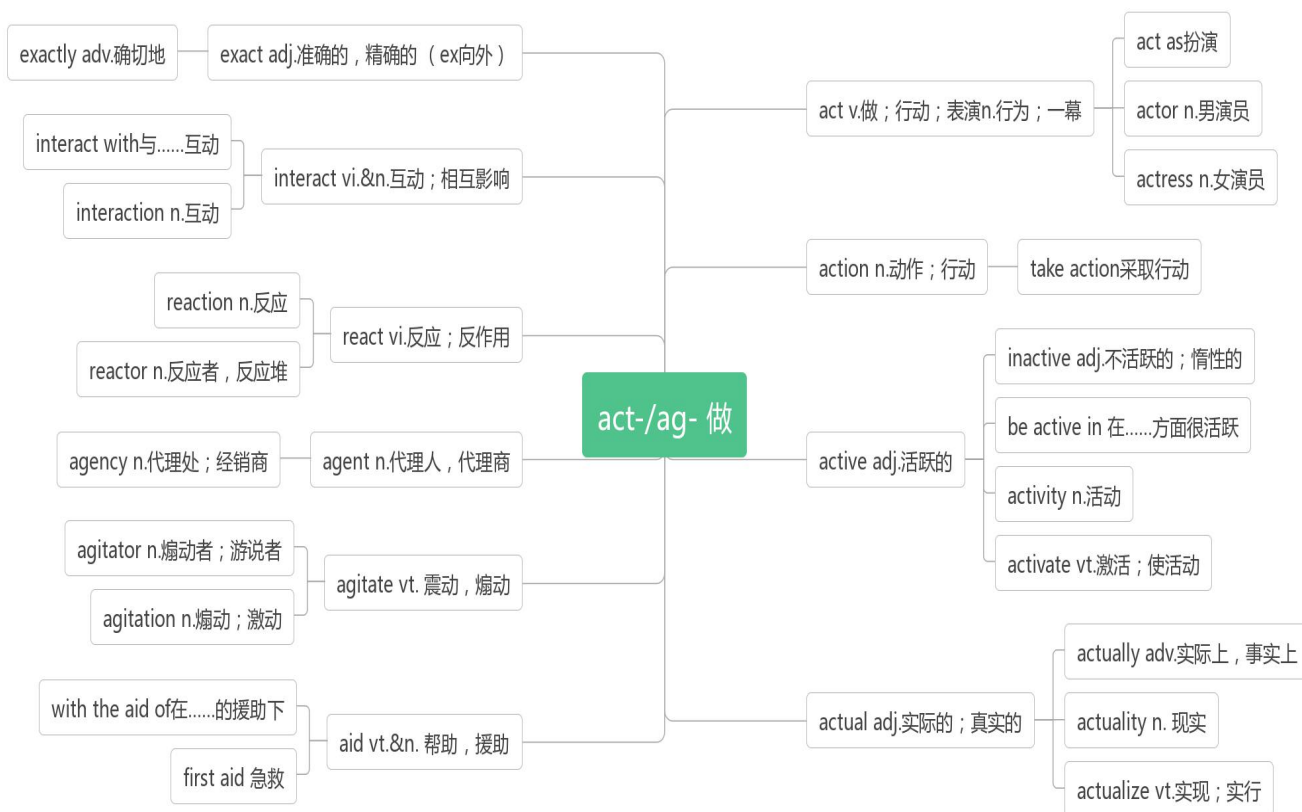 act-/ag- 做
act v.做；行动；表演n.行为；一幕
act as扮演
actor n.男演员
actress n.女演员
action n.动作；行动
take action采取行动
active adj.活跃的
inactive adj.不活跃的；惰性的
be active in 在......方面很活跃
activity n.活动
activate vt.激活；使活动
actual adj.实际的；真实的
actually adv.实际上，事实上
actuality n. 现实
actualize vt.实现；实行
exact adj.准确的，精确的（ex向外）
exactly adv.确切地
interact vi.&n.互动；相互影响
interact with与......互动
interaction n.互动
react vi.反应；反作用
reaction n.反应
reactor n.反应者，反应堆
agent n.代理人，代理商
agency n.代理处；经销商
agitate vt. 震动，煽动
agitator n.煽动者；游说者
agitation n.煽动；激动
aid vt.&n. 帮助，援助
with the aid of在......的援助下
first aid 急救